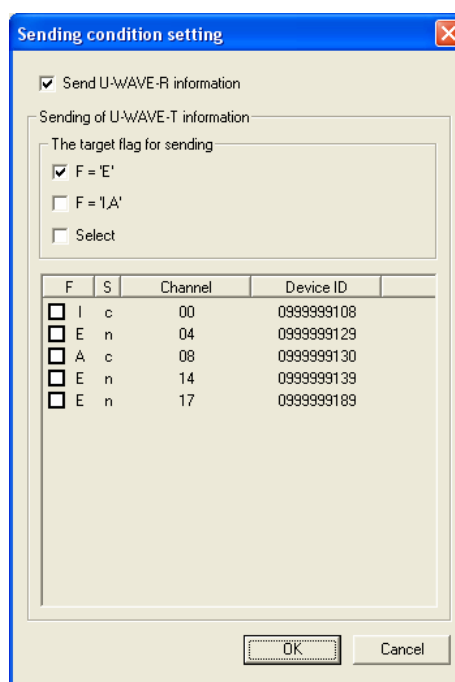 Sending condition setting
Send U-WAVE-R information
Sending of U-WAVE-T information
The target flag for sending
F = 'E'
F = 'I,A'
Select
F S Channel Device ID
I c 00 0999999108
E n 04 0999999129
A c 08 0999999130
E n 14 0999999139
E n 17 0999999189
OK Cancel